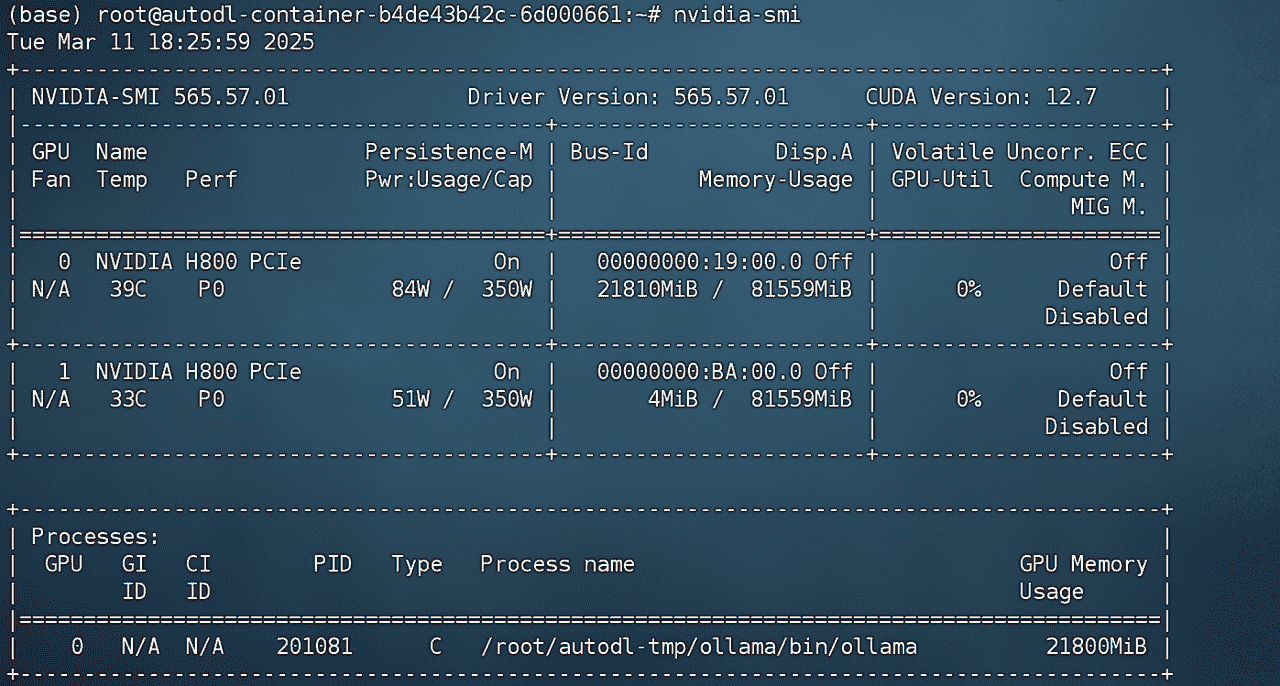 (base) root@autodl-container-b4de43b42c-6d000661:~# nvidia-smi
Tue Mar 11 18:25:59 2025
+-----------------------------------------------------------------------------------------+
| NVIDIA-SMI 565.57.01              Driver Version: 565.57.01      CUDA Version: 12.7     |
|-----------------------------------------+------------------------+----------------------+
| GPU  Name                 Persistence-M | Bus-Id          Disp.A | Volatile Uncorr. ECC |
| Fan  Temp   Perf          Pwr:Usage/Cap |           Memory-Usage | GPU-Util  Compute M. |
|                                         |                        |               MIG M. |
|=========================================+========================+======================|
|   0  NVIDIA H800 PCIe               On  |   00000000:19:00.0 Off |                  Off |
| N/A   39C    P0             84W /  350W |   21810MiB /  81559MiB |      0%      Default |
|                                         |                        |             Disabled |
+-----------------------------------------+------------------------+----------------------+
|   1  NVIDIA H800 PCIe               On  |   00000000:BA:00.0 Off |                  Off |
| N/A   33C    P0             51W /  350W |       4MiB /  81559MiB |      0%      Default |
|                                         |                        |             Disabled |
+-----------------------------------------+------------------------+----------------------+

+-----------------------------------------------------------------------------------------+
| Processes:                                                                              |
|  GPU   GI   CI        PID   Type   Process name                              GPU Memory |
|        ID   ID                                                               Usage      |
|=========================================================================================|
|    0   N/A  N/A    201081      C   /root/autodl-tmp/ollama/bin/ollama          21800MiB |
+-----------------------------------------------------------------------------------------+